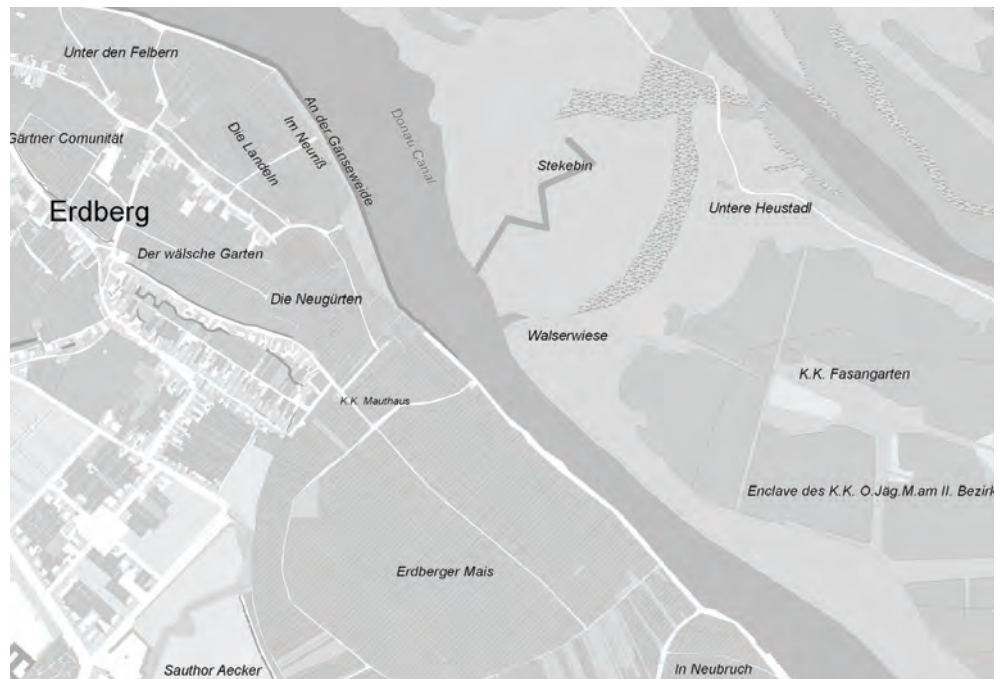 Unter den Felbern
Gärtner Comunität
Erdberg
Der wälsche Garten
Die Neugürten
Die Landeln
Im Neuriß
An der Gänseweide
Donau Canal
Stekebin
Untere Heustadl
Walserwiese
K.K. Fasangarten
K.K. Mauthaus
Enclave des K.K. O.Jäg.M.am II. Bezirk
Erdberger Mais
Sauthor Aecker
In Neubruch